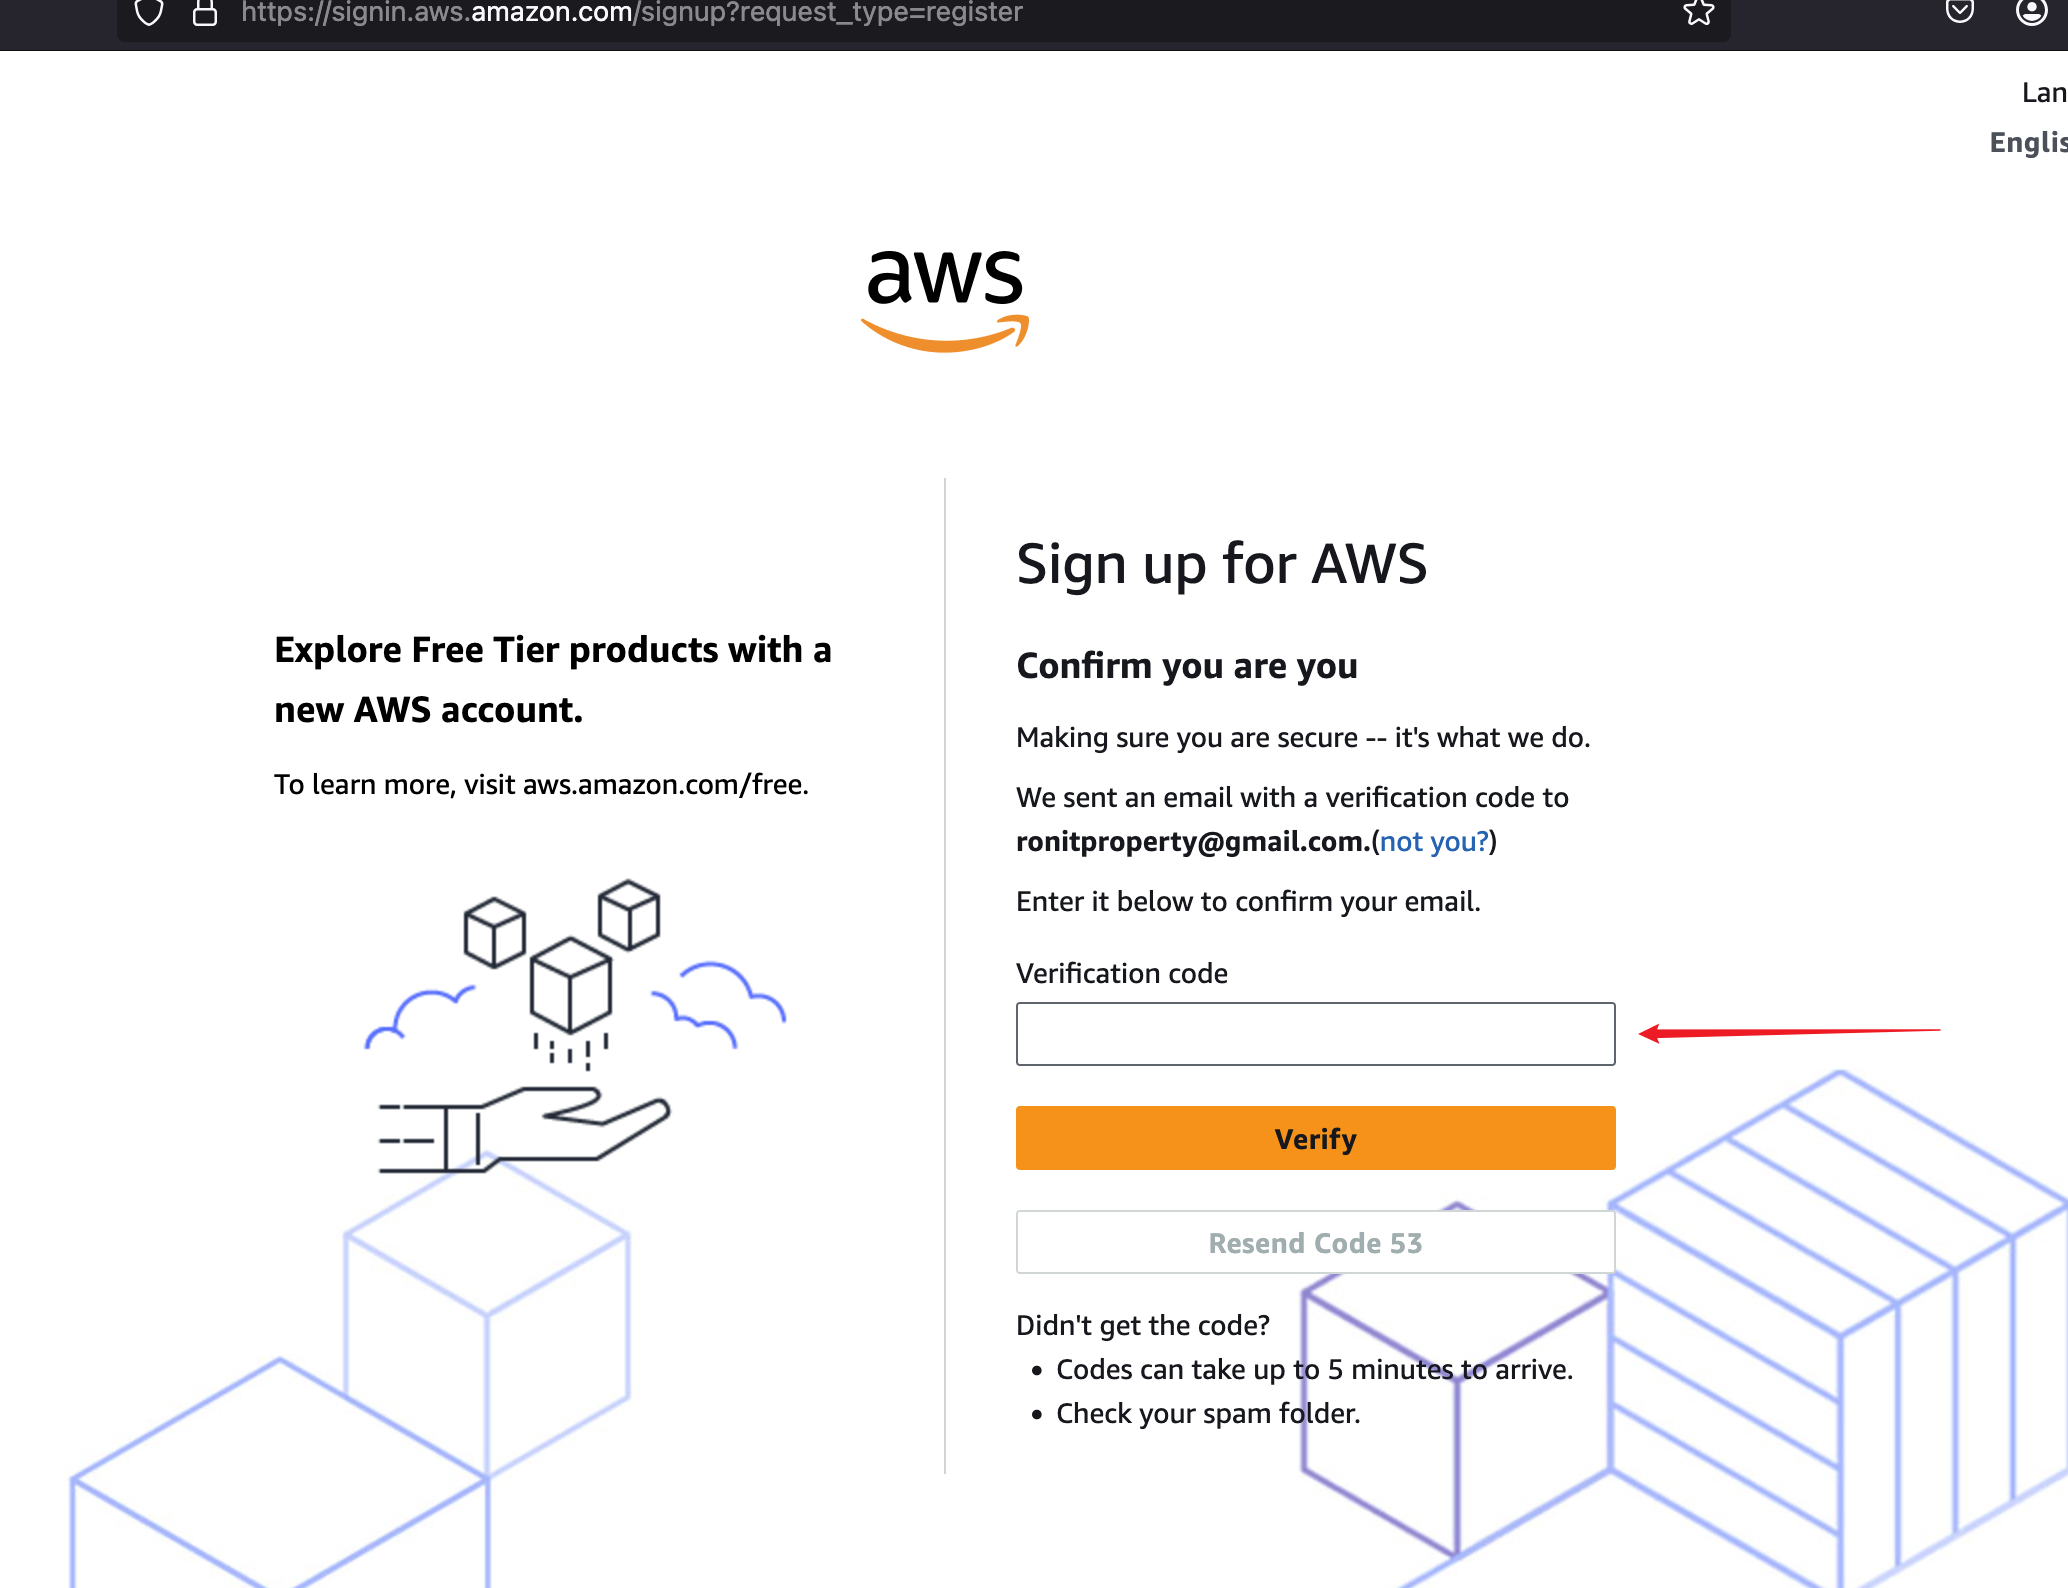 https://signin.aws.amazon.com/signup?request_type=register
Lan
Englis
aws
Explore Free Tier products with a
new AWS account.
To learn more, visit aws.amazon.com/free.
Sign up for AWS
Confirm you are you
Making sure you are secure -- it's what we do.
We sent an email with a verification code to
ronitproperty@gmail.com.(not you?)
Enter it below to confirm your email.
Verification code
Verify
Resend Code 53
Didn't get the code?
• Codes can take up to 5 minutes to arrive.
• Check your spam folder.